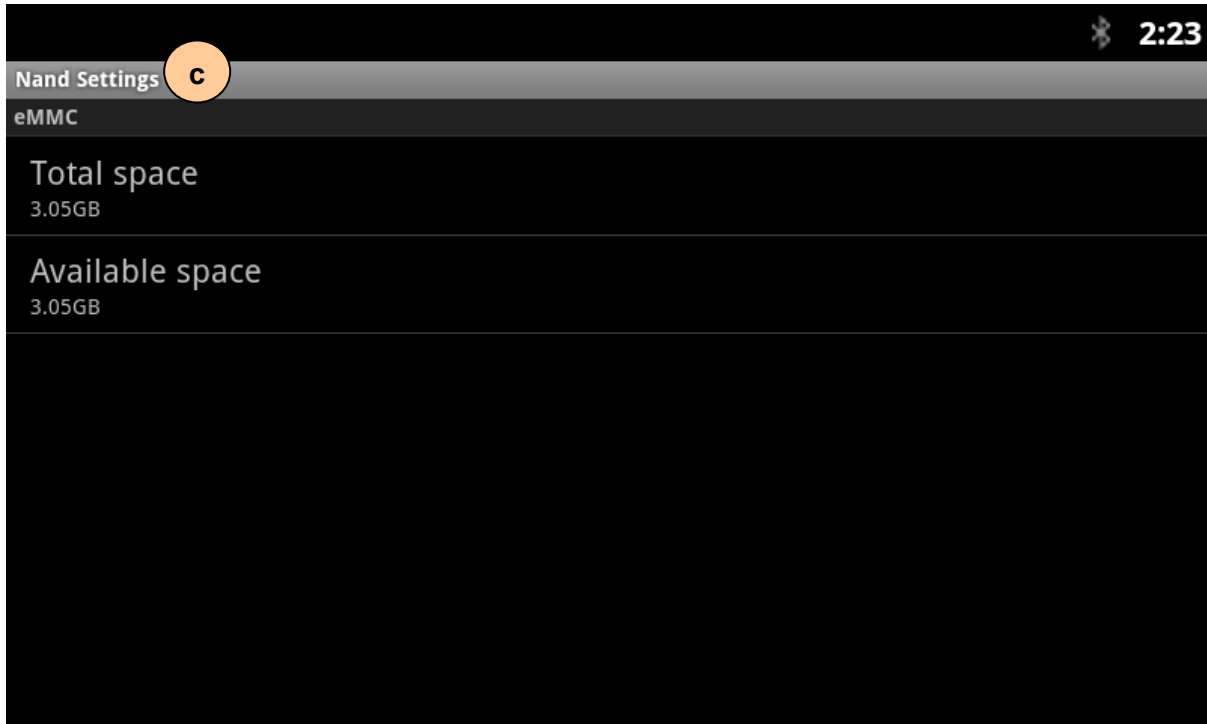 2:23
Nand Settings c
eMMC
Total space
3.05GB
Available space
3.05GB